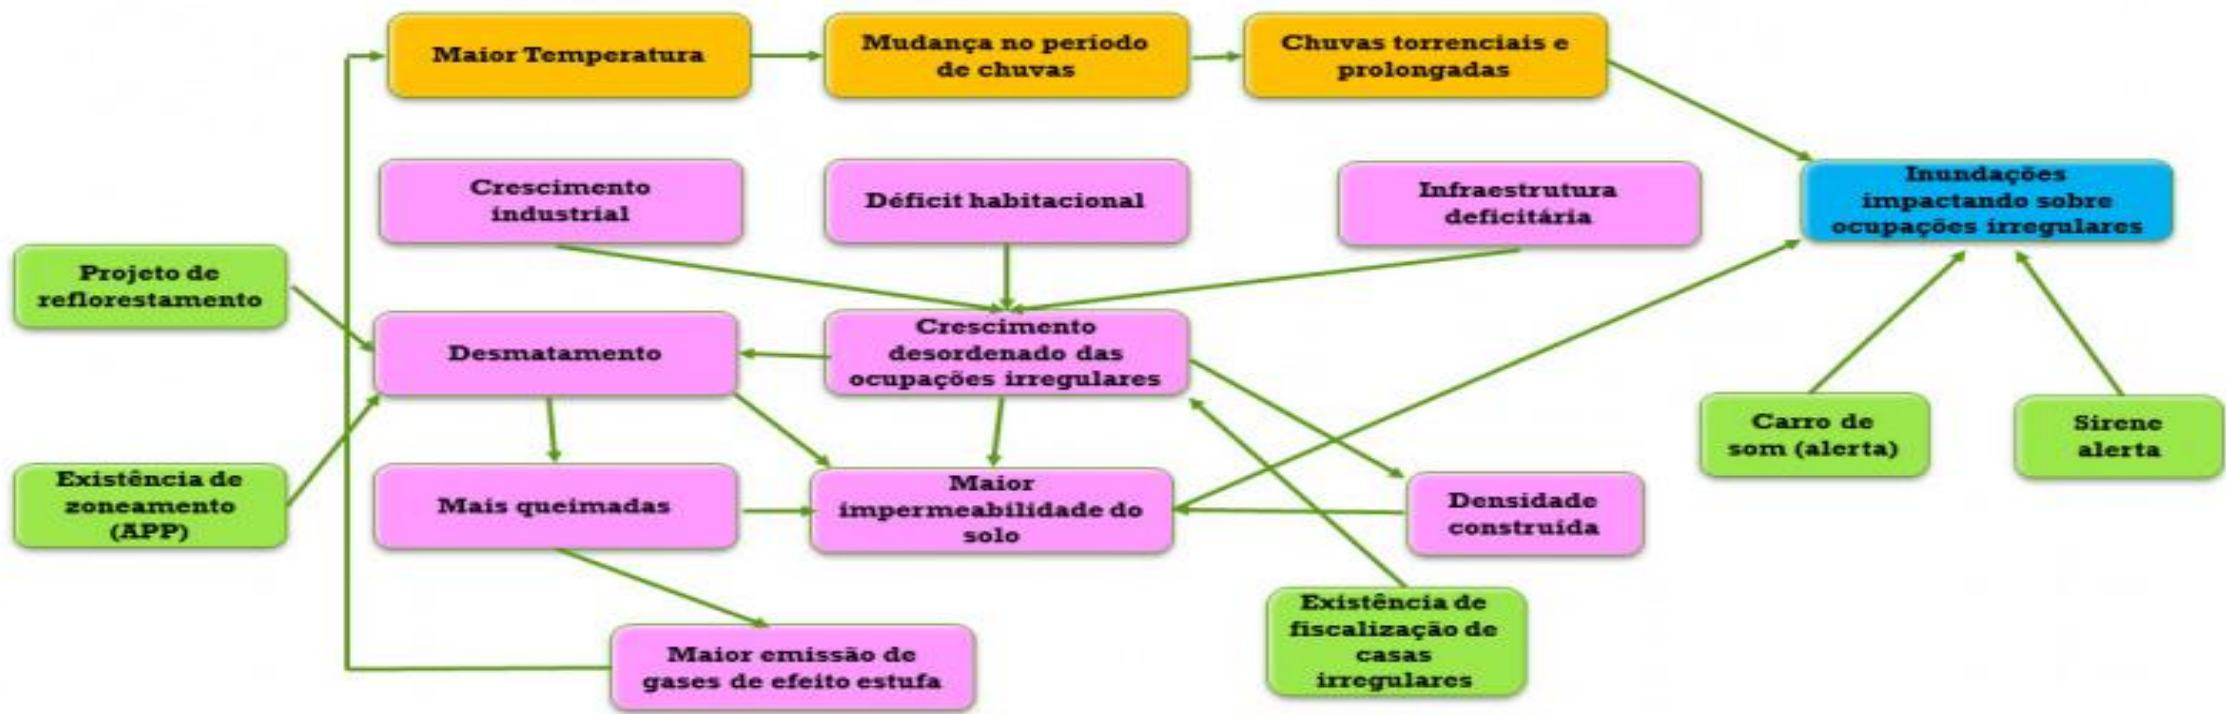 Maior Temperatura
Mudança no período
de chuvas
Chuvas torrenciais e
prolongadas
Crescimento
industrial
Déficit habitacional
Infraestrutura
deficitária
Inundações
impactando sobre
ocupações irregulares
Projeto de
reflorestamento
Desmatamento
Crescimento
desordenado das
ocupações irregulares
Carro de
som (alerta)
Sirene
alerta
Existência de
zoneamento
(APP)
Mais queimadas
Maior
impermeabilidade do
solo
Densidade
construída
Maior emissão de
gases de efeito estufa
Existência de
fiscalização de
casas
irregulares